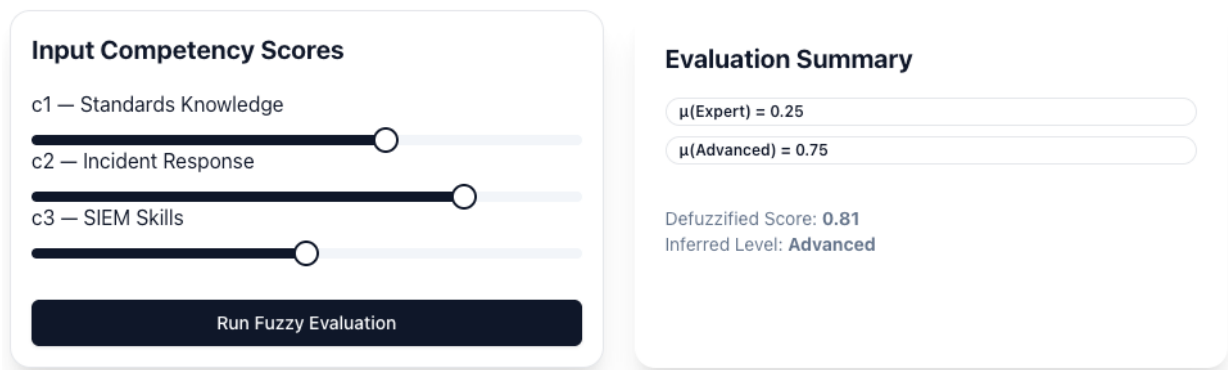 Input Competency Scores
c1 — Standards Knowledge
c2 — Incident Response
c3 — SIEM Skills
Run Fuzzy Evaluation
Evaluation Summary
μ(Expert) = 0.25
μ(Advanced) = 0.75
Defuzzified Score: 0.81
Inferred Level: Advanced